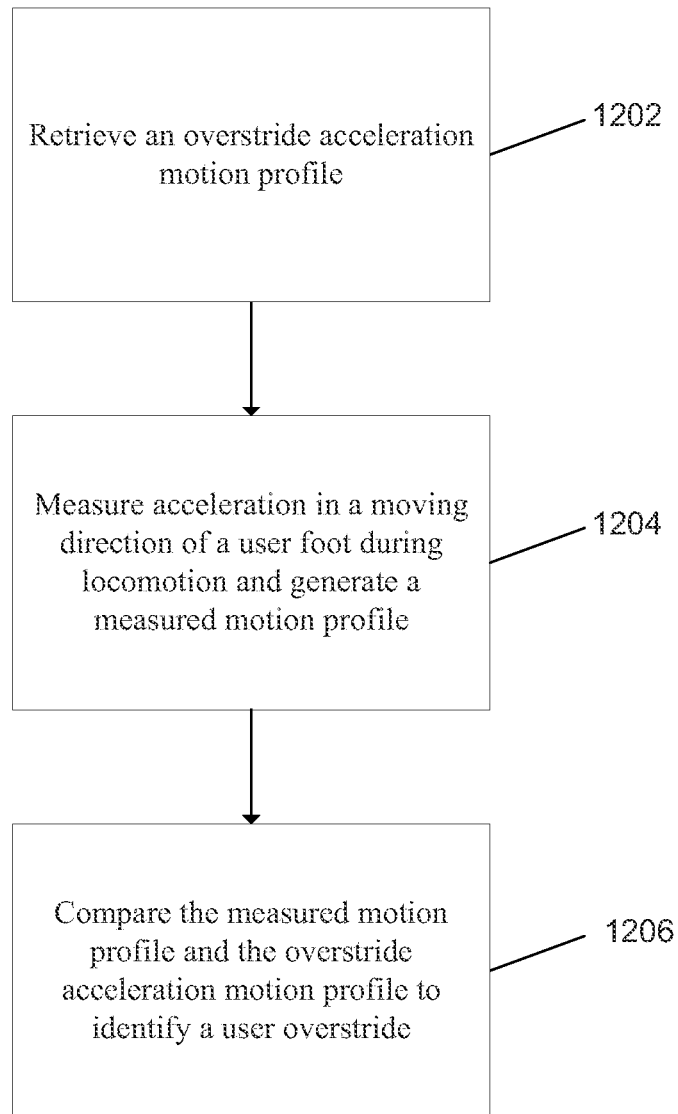 Retrieve an overstride acceleration
motion profile
1202
Measure acceleration in a moving
direction of a user foot during
locomotion and generate a
measured motion profile
1204
Compare the measured motion
profile and the overstride
acceleration motion profile to
identify a user overstride
1206